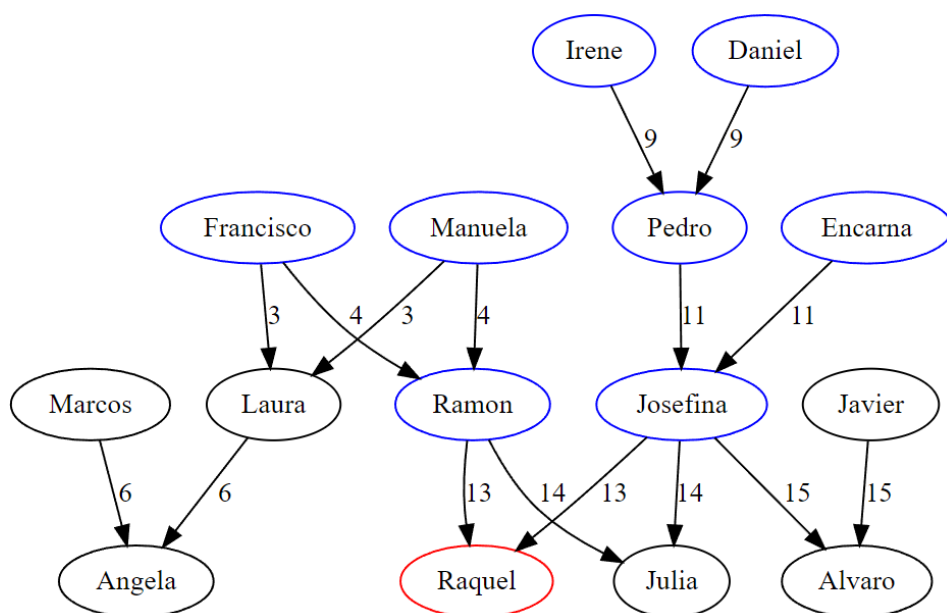 Irene
Daniel
9
9
Francisco
Manuela
Pedro
Encarna
3
4
3
4
11
11
Marcos
Laura
Ramon
Josefina
Javier
6
6
13
14
13
14
15
15
Angela
Raquel
Julia
Alvaro